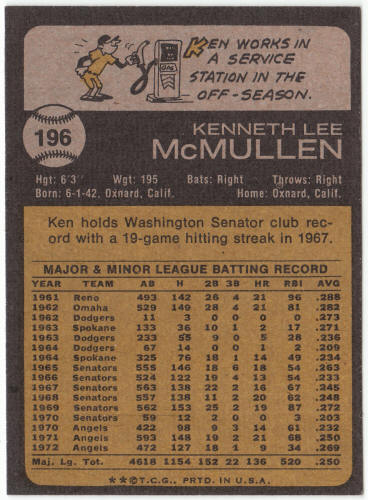 KEN WORKS IN
A SERVICE
STATION IN THE
OFF-SEASON.
GAS
196
KENNETH LEE
McMULLEN
Hgt: 6'3" Wgt: 195 Bats: Right Throws: Right
Born: 6-1-42, Oxnard, Calif. Home: Oxnard, Calif.
Ken holds Washington Senator club rec-
ord with a 19-game hitting streak in 1967.
MAJOR & MINOR LEAGUE BATTING RECORD
YEAR TEAM AB H 2B 3B HR RBI AVG
1961 Reno 493 142 26 4 21 96 .288
1962 Omaha 529 149 28 4 21 81 .282
1962 Dodgers 11 3 0 0 0 0 .273
1963 Spokane 133 36 10 1 2 17 .271
1963 Dodgers 233 55 9 0 5 28 .236
1964 Dodgers 67 14 0 0 1 2 .209
1964 Spokane 325 76 18 1 14 49 .234
1965 Senators 555 146 18 6 18 54 .263
1966 Senators 524 122 19 4 13 54 .233
1967 Senators 563 138 22 2 16 67 .245
1968 Senators 557 138 11 2 20 62 .248
1969 Senators 562 153 25 2 19 87 .272
1970 Senators 59 12 2 0 0 3 .203
1970 Angels 422 98 9 3 14 61 .232
1971 Angels 593 148 19 2 21 68 .250
1972 Angels 472 127 18 1 9 34 .269
Maj. Lg. Tot. 4618 1154 152 22 136 520 .250
**©T.C.G., PRTD. IN U.S.A.